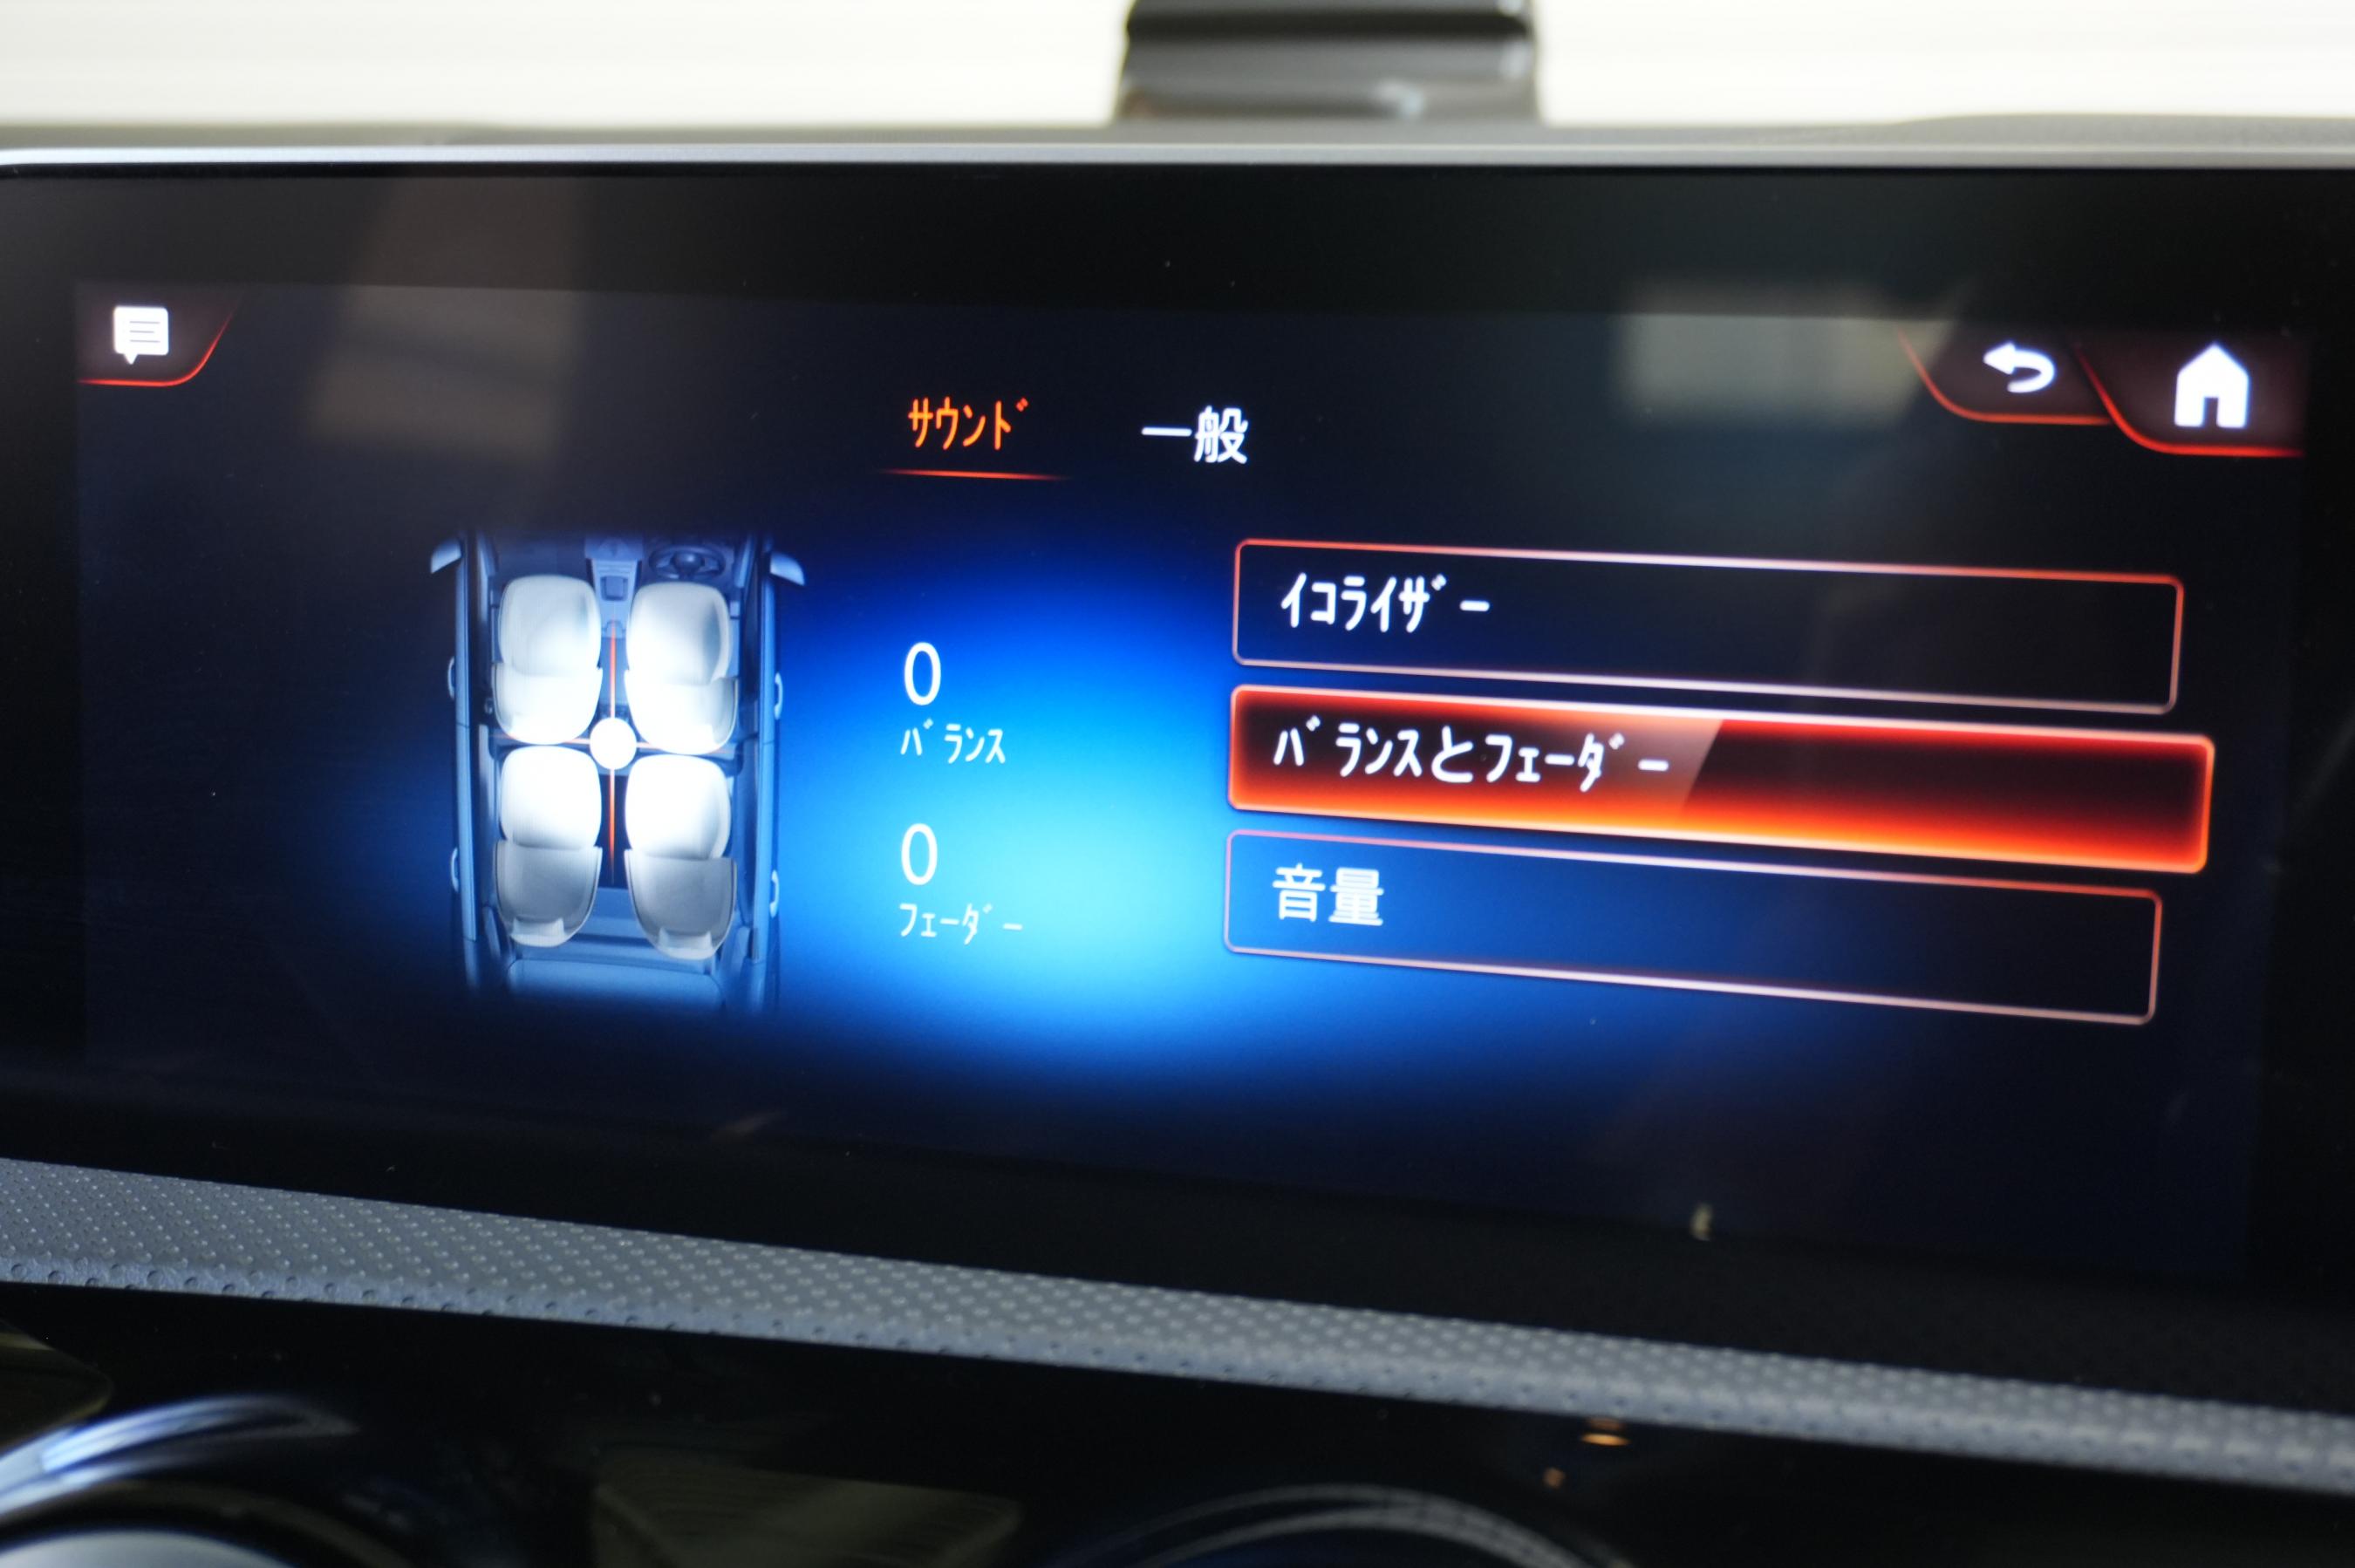 ｻｳﾝﾄﾞ 一般
ｲｺﾗｲｻﾞｰ
0
ﾊﾞﾗﾝｽ
ﾊﾞﾗﾝｽとﾌｪｰﾀﾞｰ
0
ﾌｪｰﾀﾞｰ
音量